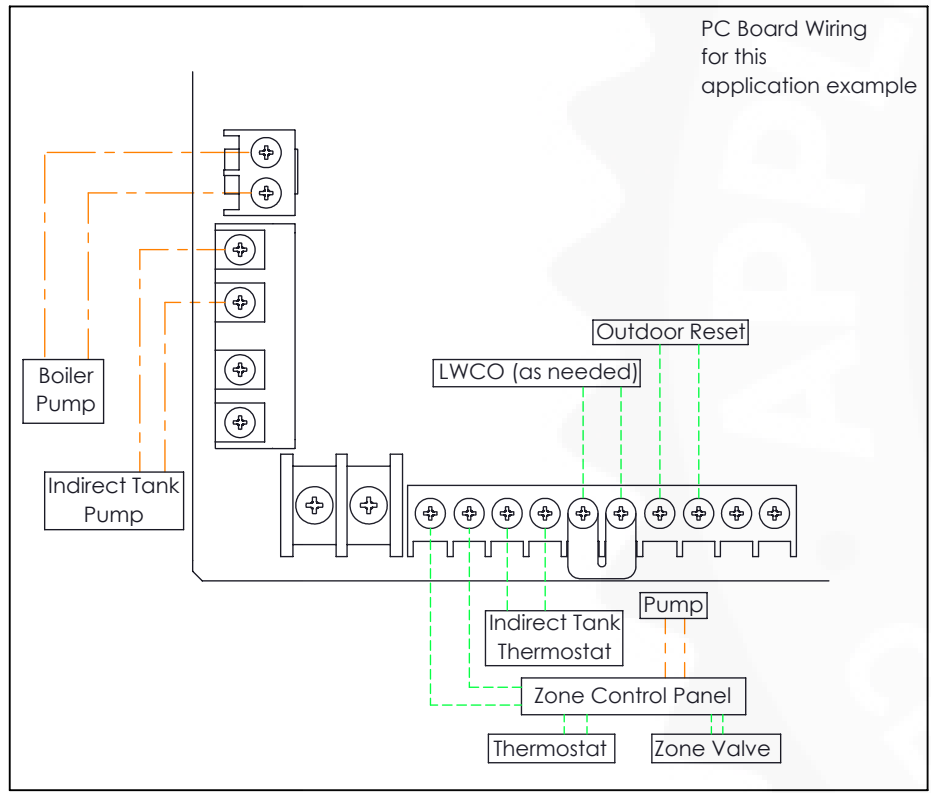 PC Board Wiring
for this
application example
Outdoor Reset
LWCO (as needed)
Boiler
Pump
Indirect Tank
Pump
Pump
Indirect Tank
Thermostat
Zone Control Panel
Thermostat
Zone Valve